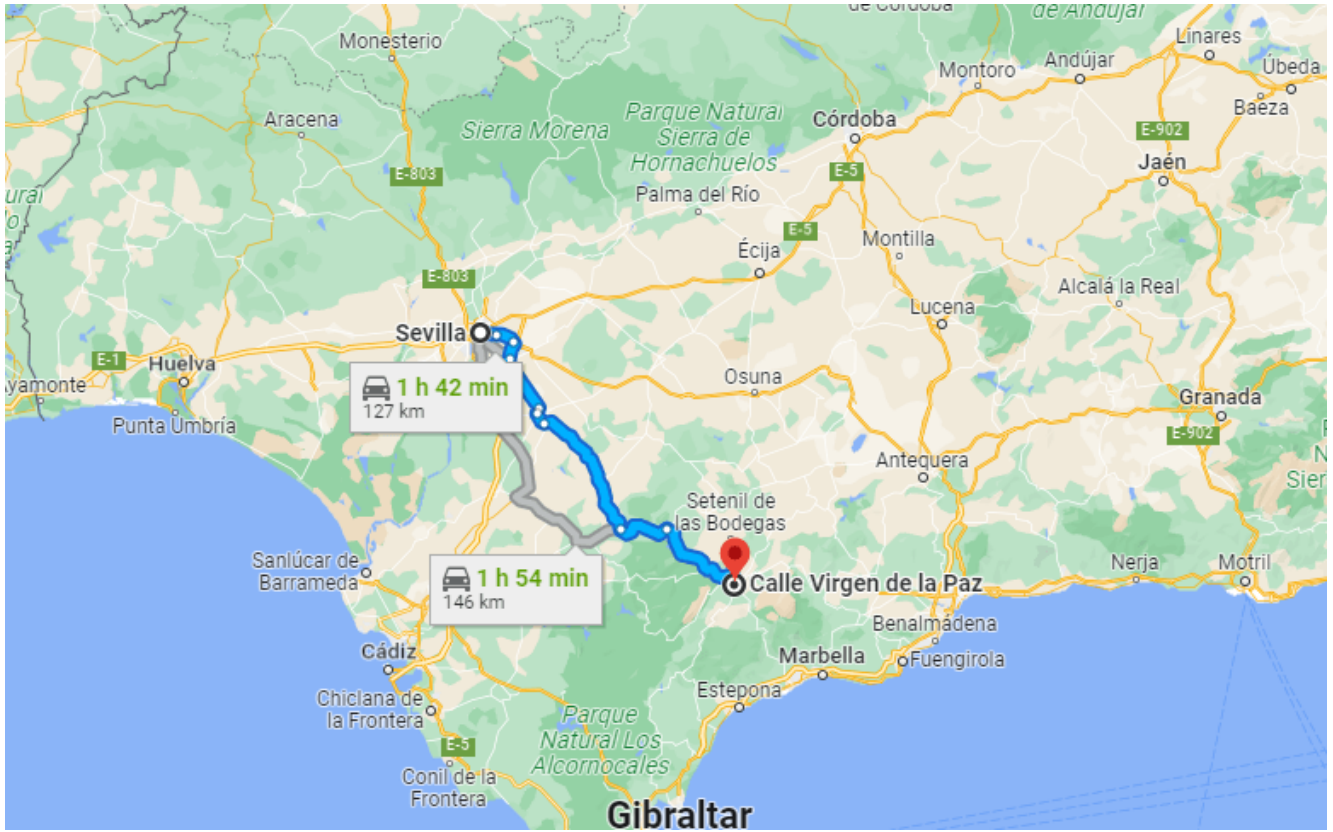 de Córdoba
de Andújar
Monesterio
Linares
Andújar
Montoro
Úbeda
Baeza
Aracena
Sierra Morena
Parque Natural
Sierra de
Hornachuelos
Córdoba
E-902
E-803
E-5
Jaén
Palma del Río
E-5
Écija
Montilla
E-803
Alcalá la Real
Lucena
Sevilla
E-1
Huelva
Ayamonte
Punta Umbría
1 h 42 min
127 km
Osuna
Granada
E-902
Antequera
Setenil de
las Bodegas
Sanlúcar de
Barrameda
1 h 54 min
146 km
Calle Virgen de la Paz
Nerja
Motril
Benalmádena
Cádiz
Marbella
Fuengirola
Chiclana de
la Frontera
Estepona
Parque
Natural Los
Alcornocales
E-5
Conil de la
Frontera
Gibraltar